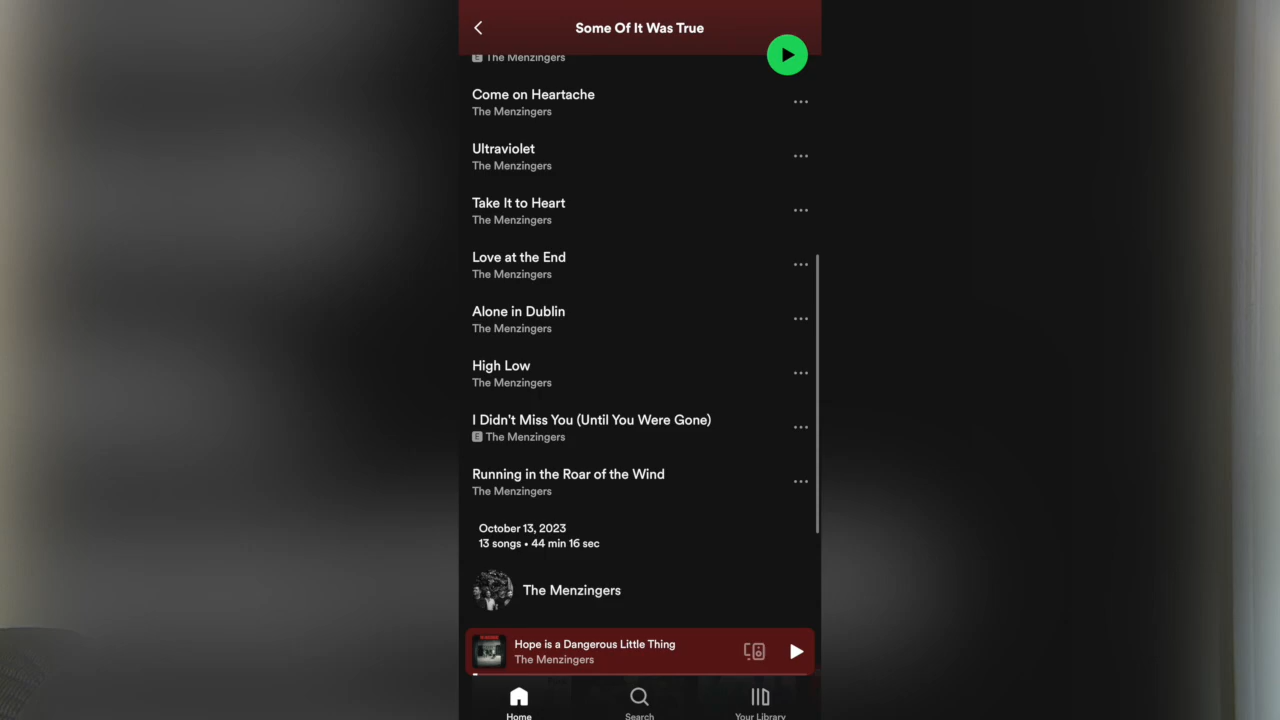 Some Of It Was True
E The Menzingers
Come on Heartache
The Menzingers
Ultraviolet
The Menzingers
Take It to Heart
The Menzingers
Love at the End
The Menzingers
Alone in Dublin
The Menzingers
High Low
The Menzingers
I Didn't Miss You (Until You Were Gone)
E The Menzingers
Running in the Roar of the Wind
The Menzingers
October 13, 2023
13 songs • 44 min 16 sec
The Menzingers
Hope is a Dangerous Little Thing
The Menzingers
Home Search Your Library